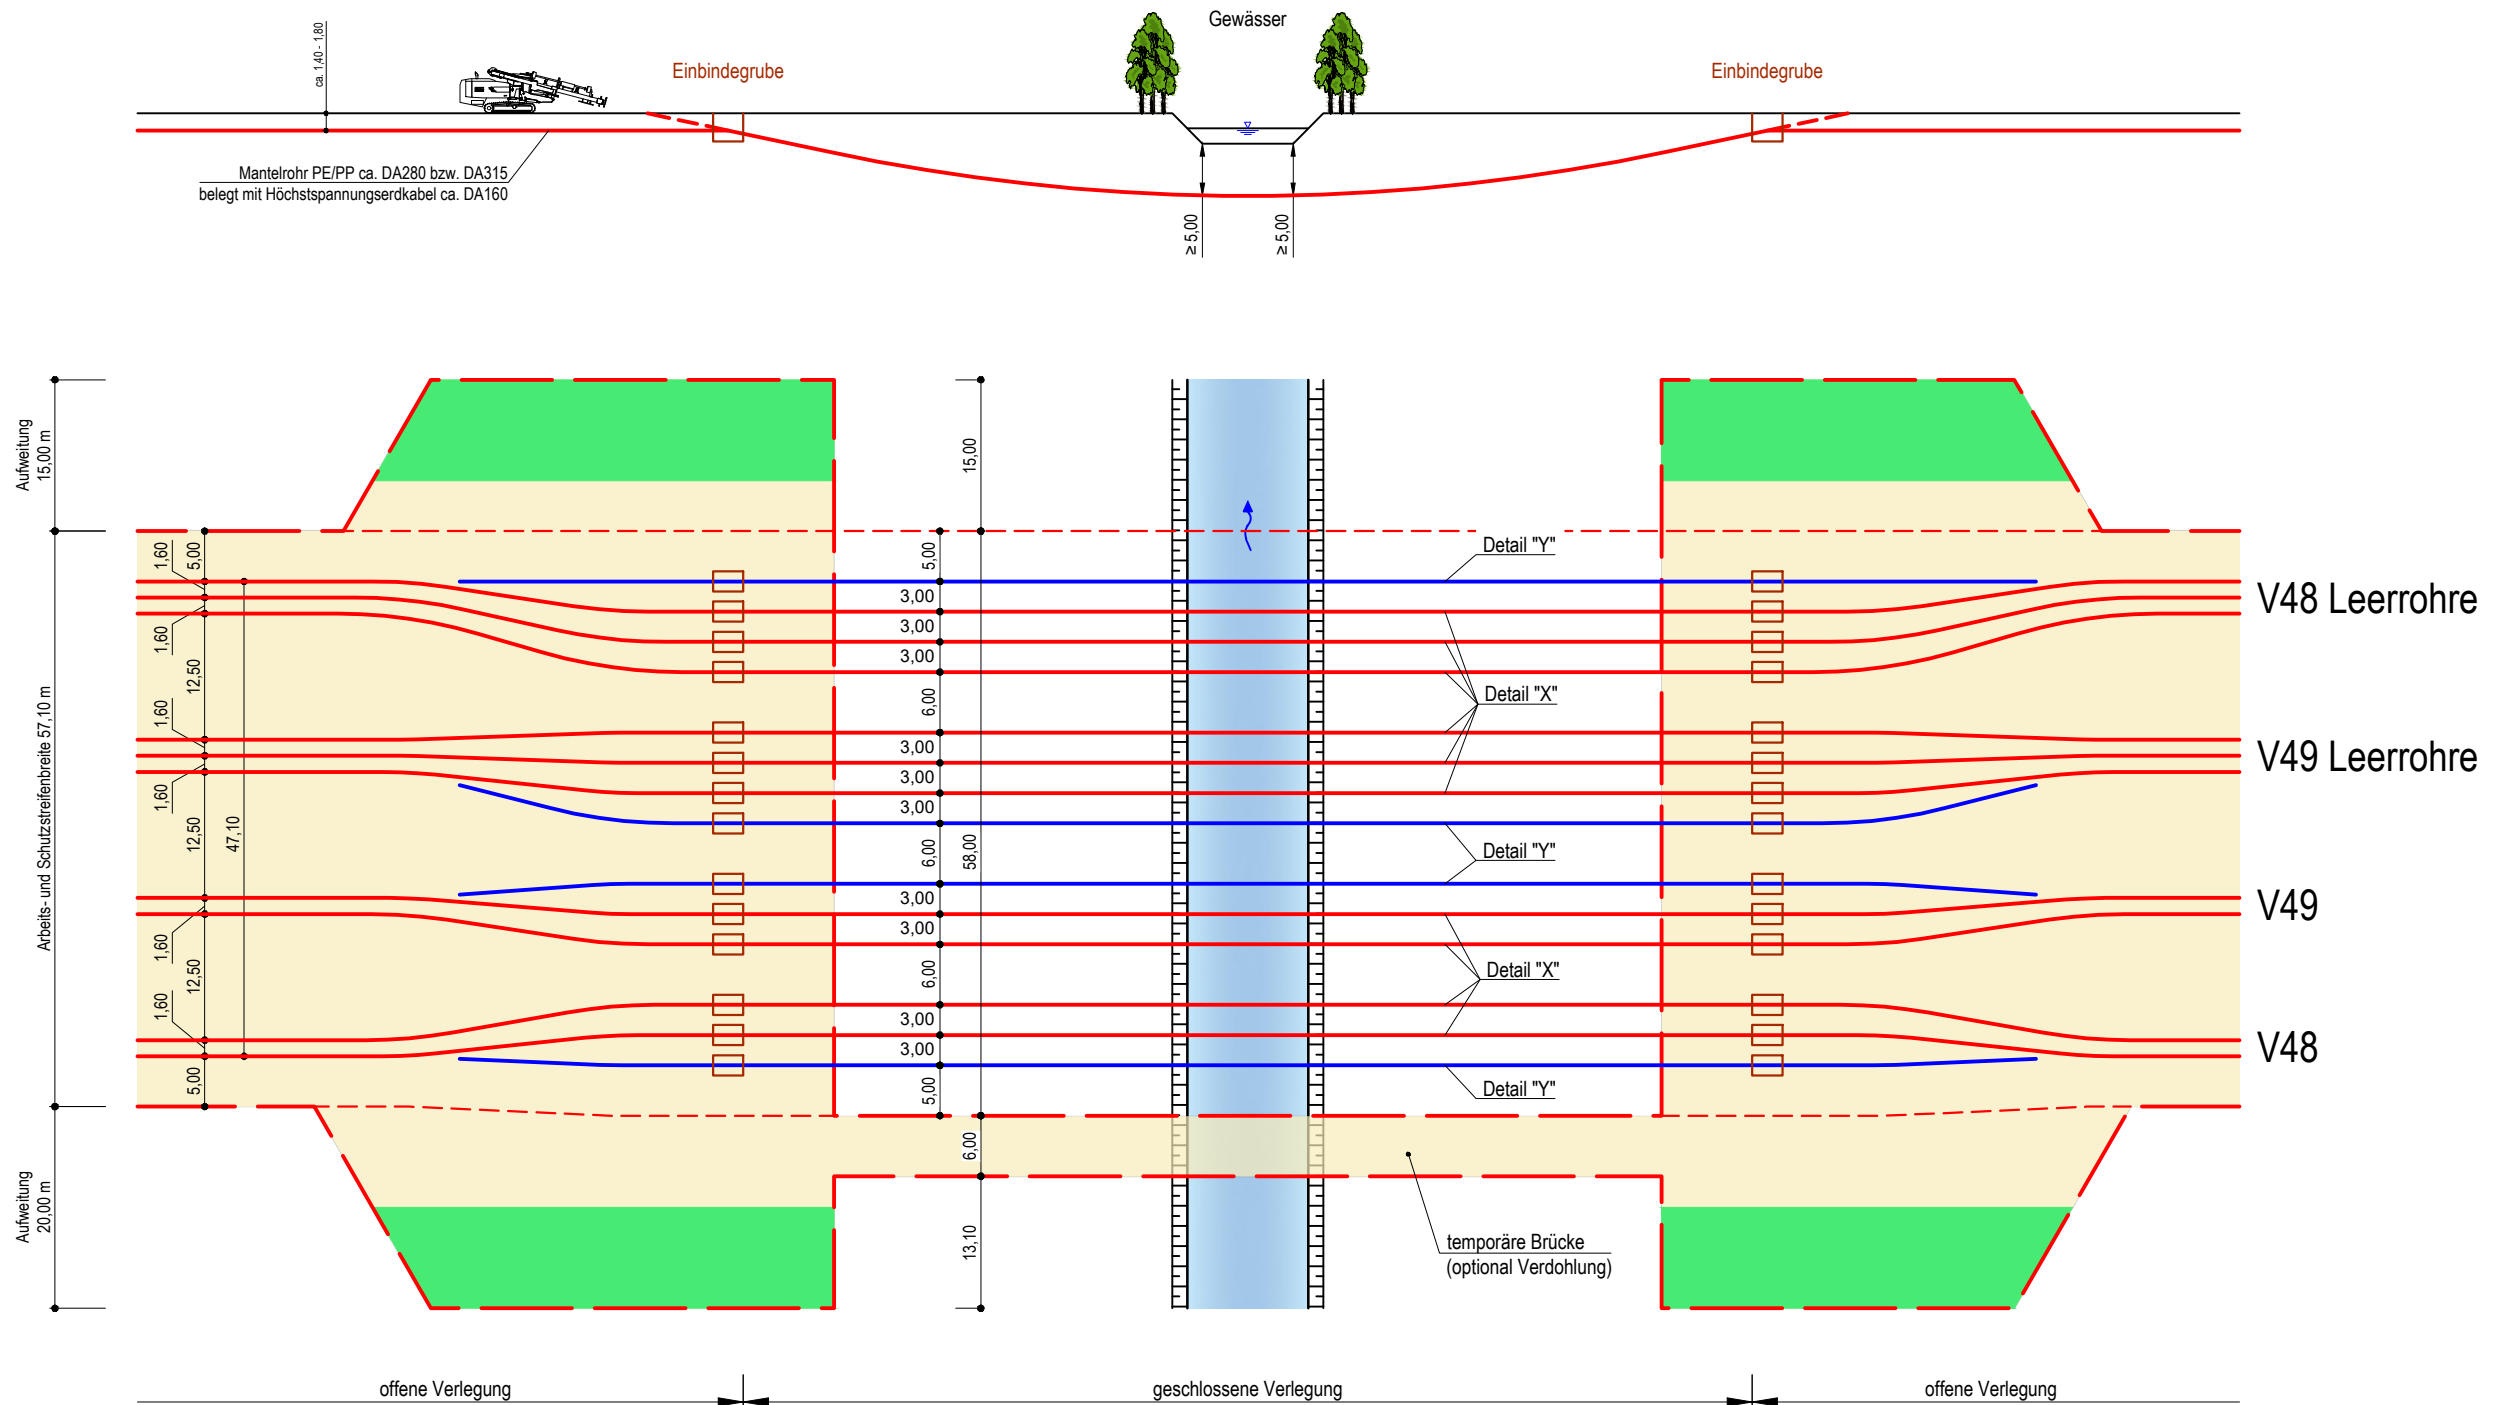 Gewässer
ca. 1,40 - 1,80
Einbindegrube
Einbindegrube
Mantelrohr PE/PP ca. DA280 bzw. DA315
belegt mit Höchstspannungserdkabel ca. DA160
≥ 5,00
≥ 5,00
Aufweitung
15,00 m
15,00
Arbeits- und Schutzstreifenbreite 57,10 m
1,60
5,00
1,60
12,50
1,60
1,60
12,50
47,10
1,60
12,50
1,60
5,00
5,00
3,00
3,00
3,00
6,00
3,00
3,00
3,00
6,00
58,00
3,00
3,00
6,00
3,00
3,00
5,00
6,00
13,10
Detail "Y"
Detail "X"
Detail "Y"
Detail "X"
Detail "Y"
V48 Leerrohre
V49 Leerrohre
V49
V48
Aufweitung
20,00 m
temporäre Brücke
(optional Verdohlung)
offene Verlegung
geschlossene Verlegung
offene Verlegung